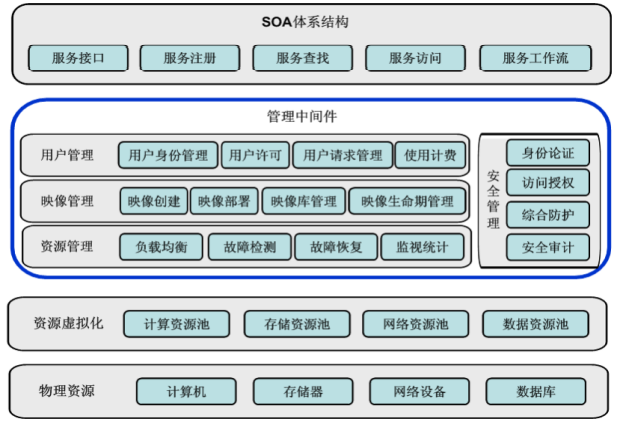 SOA体系结构
服务接口 服务注册 服务查找 服务访问 服务工作流
管理中间件
用户管理 用户身份管理 用户许可 用户请求管理 使用计费
映像管理 映像创建 映像部署 映像库管理 映像生命期管理
资源管理 负载均衡 故障检测 故障恢复 监视统计
安全管理
身份论证
访问授权
综合防护
安全审计
资源虚拟化 计算资源池 存储资源池 网络资源池 数据资源池
物理资源 计算机 存储器 网络设备 数据库